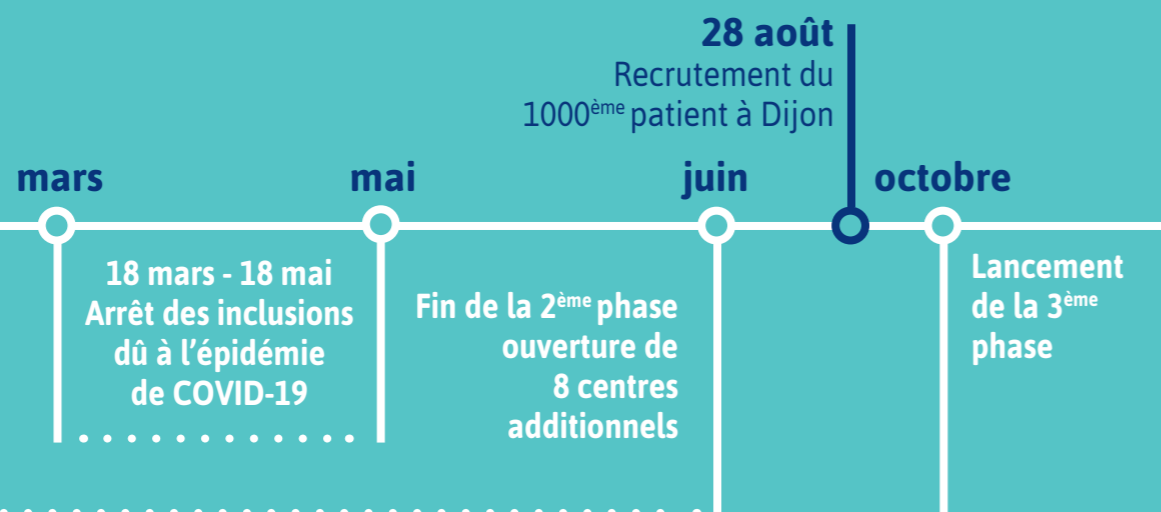 28 août
Recrutement du
1000ème patient à Dijon
mars
mai
juin
octobre
18 mars - 18 mai
Arrêt des inclusions
dû à l’épidémie
de COVID-19
Fin de la 2ème phase
ouverture de
8 centres
additionnels
Lancement
de la 3ème
phase